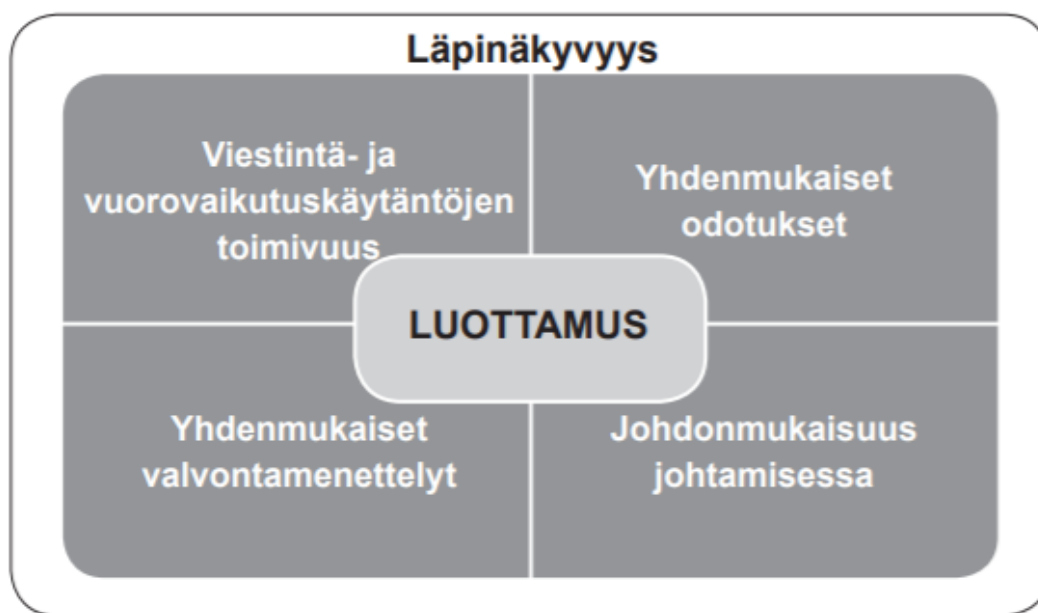 Läpinäkyvyys
Viestintä- ja
vuorovaikutuskäytäntöjen
toimivuus
Yhdenmukaiset
odotukset
LUOTTAMUS
Yhdenmukaiset
valvontamenettelyt
Johdonmukaisuus
johtamisessa